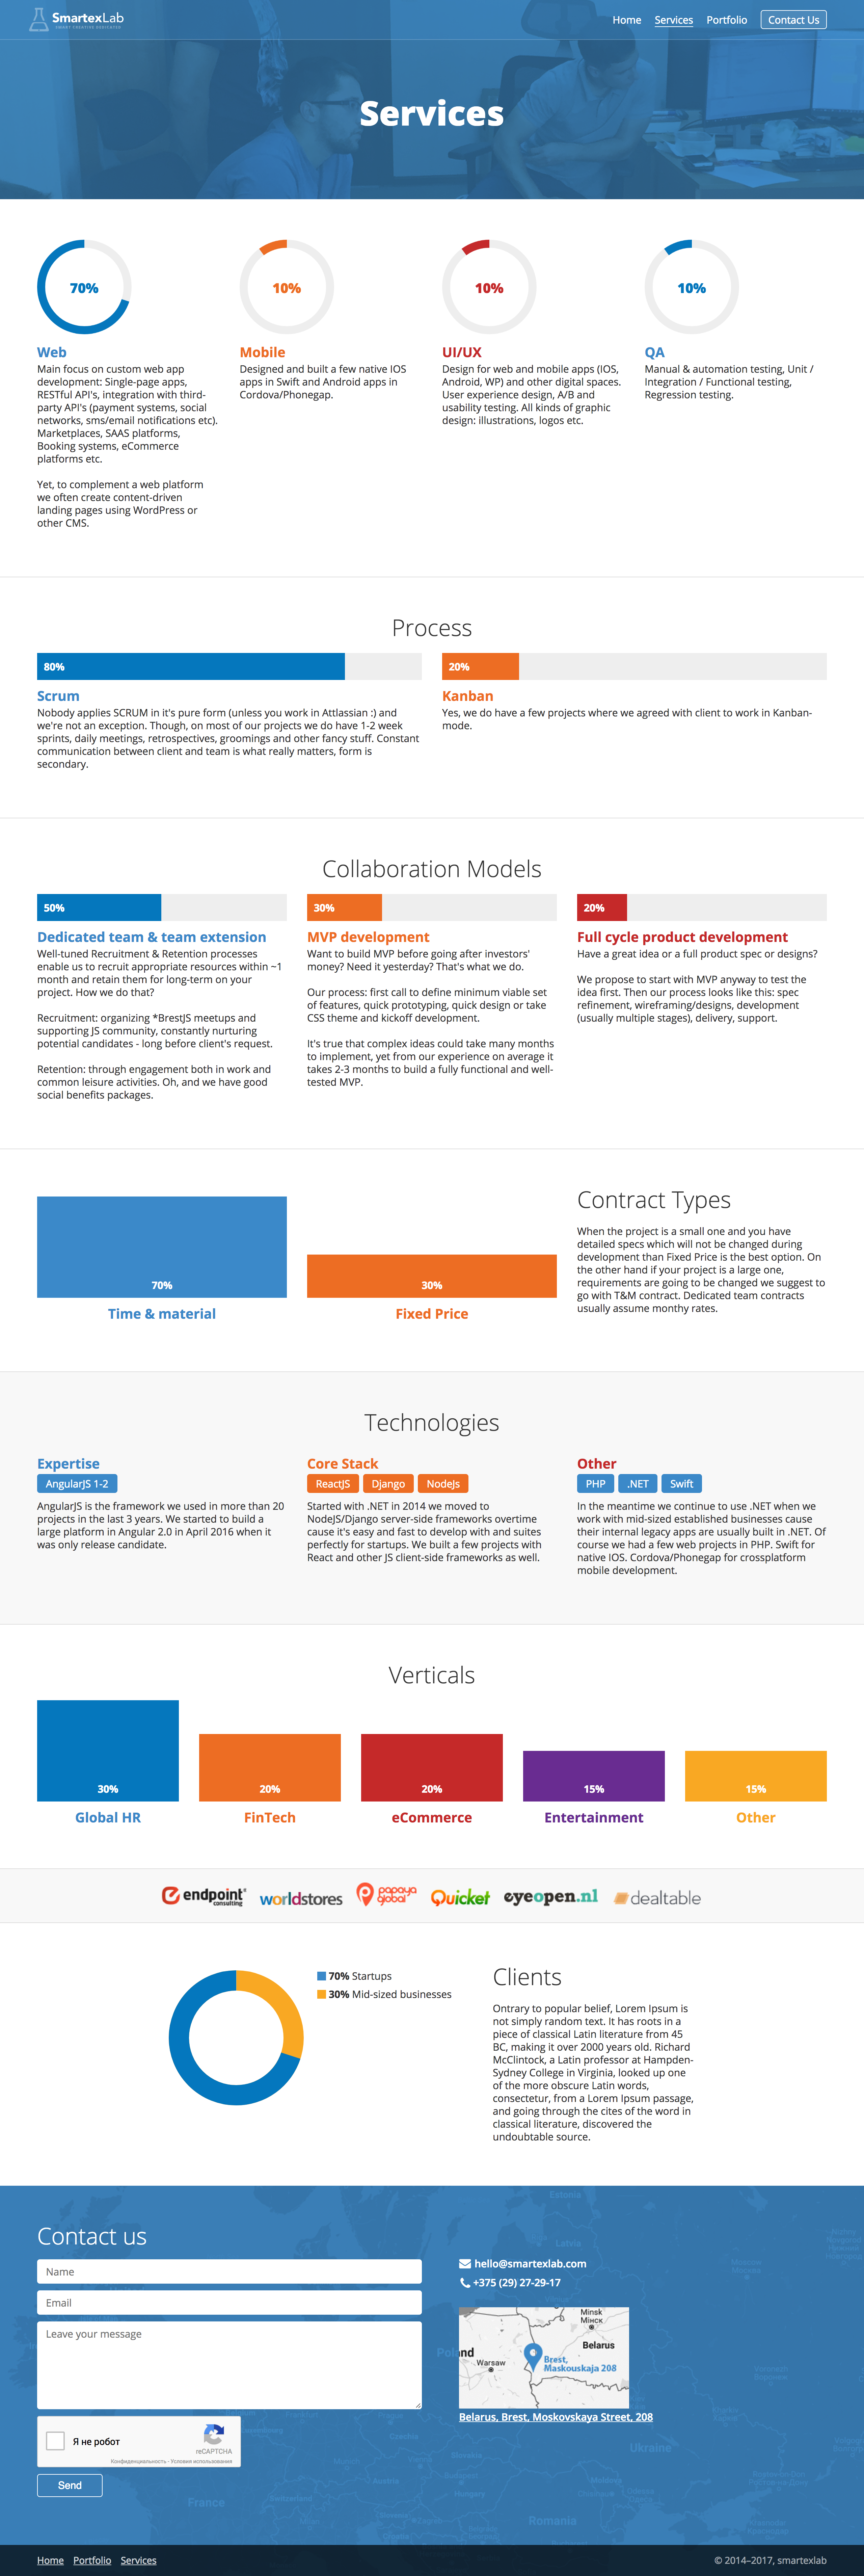 SmartexLab
Home Services Portfolio Contact Us
Services
70%
10%
10%
10%
Web
Main focus on custom web app
development: Single-page apps,
RESTful API's, integration with third-
party API's (payment systems, social
networks, sms/email notifications etc).
Marketplaces, SAAS platforms,
Booking systems, eCommerce
platforms etc.
Yet, to complement a web platform
we often create content-driven
landing pages using WordPress or
other CMS.
Mobile
Designed and built a few native IOS
apps in Swift and Android apps in
Cordova/Phonegap.
UI/UX
Design for web and mobile apps (IOS,
Android, WP) and other digital spaces.
User experience design, A/B and
usability testing. All kinds of graphic
design: illustrations, logos etc.
QA
Manual & automation testing, Unit /
Integration / Functional testing,
Regression testing.
Process
80%
Scrum
Nobody applies SCRUM in it's pure form (unless you work in Attlassian :) and
we're not an exception. Though, on most of our projects we do have 1-2 week
sprints, daily meetings, retrospectives, groomings and other fancy stuff. Constant
communication between client and team is what really matters, form is
secondary.
20%
Kanban
Yes, we do have a few projects where we agreed with client to work in Kanban-
mode.
Collaboration Models
50%
Dedicated team & team extension
Well-tuned Recruitment & Retention processes
enable us to recruit appropriate resources within ~1
month and retain them for long-term on your
project. How we do that?
Recruitment: organizing *BrestJS meetups and
supporting JS community, constantly nurturing
potential candidates - long before client's request.
Retention: through engagement both in work and
common leisure activities. Oh, and we have good
social benefits packages.
30%
MVP development
Want to build MVP before going after investors'
money? Need it yesterday? That's what we do.
Our process: first call to define minimum viable set
of features, quick prototyping, quick design or take
CSS theme and kickoff development.
It's true that complex ideas could take many months
to implement, yet from our experience on average it
takes 2-3 months to build a fully functional and well-
tested MVP.
20%
Full cycle product development
Have a great idea or a full product spec or designs?
We propose to start with MVP anyway to test the
idea first. Then our process looks like this: spec
refinement, wireframing/designs, development
(usually multiple stages), delivery, support.
70%
Time & material
30%
Fixed Price
Contract Types
When the project is a small one and you have
detailed specs which will not be changed during
development than Fixed Price is the best option. On
the other hand if your project is a large one,
requirements are going to be changed we suggest to
go with T&M contract. Dedicated team contracts
usually assume monthy rates.
Technologies
Expertise
AngularJS 1-2
AngularJS is the framework we used in more than 20
projects in the last 3 years. We started to build a
large platform in Angular 2.0 in April 2016 when it
was only release candidate.
Core Stack
ReactJS Django NodeJs
Started with .NET in 2014 we moved to
NodeJS/Django server-side frameworks overtime
cause it's easy and fast to develop with and suites
perfectly for startups. We built a few projects with
React and other JS client-side frameworks as well.
Other
PHP .NET Swift
In the meantime we continue to use .NET when we
work with mid-sized established businesses cause
their internal legacy apps are usually built in .NET. Of
course we had a few web projects in PHP. Swift for
native IOS. Cordova/Phonegap for crossplatform
mobile development.
Verticals
30%
20%
20%
15%
15%
Global HR
FinTech
eCommerce
Entertainment
Other
endpoint
consulting
worldstores
papaya
global
Quicket
eyeopen.nl
dealtable
70% Startups
30% Mid-sized businesses
Clients
Ontrary to popular belief, Lorem Ipsum is
not simply random text. It has roots in a
piece of classical Latin literature from 45
BC, making it over 2000 years old. Richard
McClintock, a Latin professor at Hampden-
Sydney College in Virginia, looked up one
of the more obscure Latin words,
consectetur, from a Lorem Ipsum passage,
and going through the cites of the word in
classical literature, discovered the
undoubtable source.
Contact us
Name
Email
Leave your message
Я не робот
reCAPTCHA
Конфиденциальность - Условия использования
Send
hello@smartexlab.com
+375 (29) 27-29-17
Minsk
Мінск
Belarus
Poland
Warsaw
Brest,
Maskouskaja 208
Belarus, Brest, Moskovskaya Street, 208
Estonia
Latvia
Ukraine
France
Romania
Austria
Hungary
Switzerland
Home Portfolio Services
© 2014–2017, smartexlab